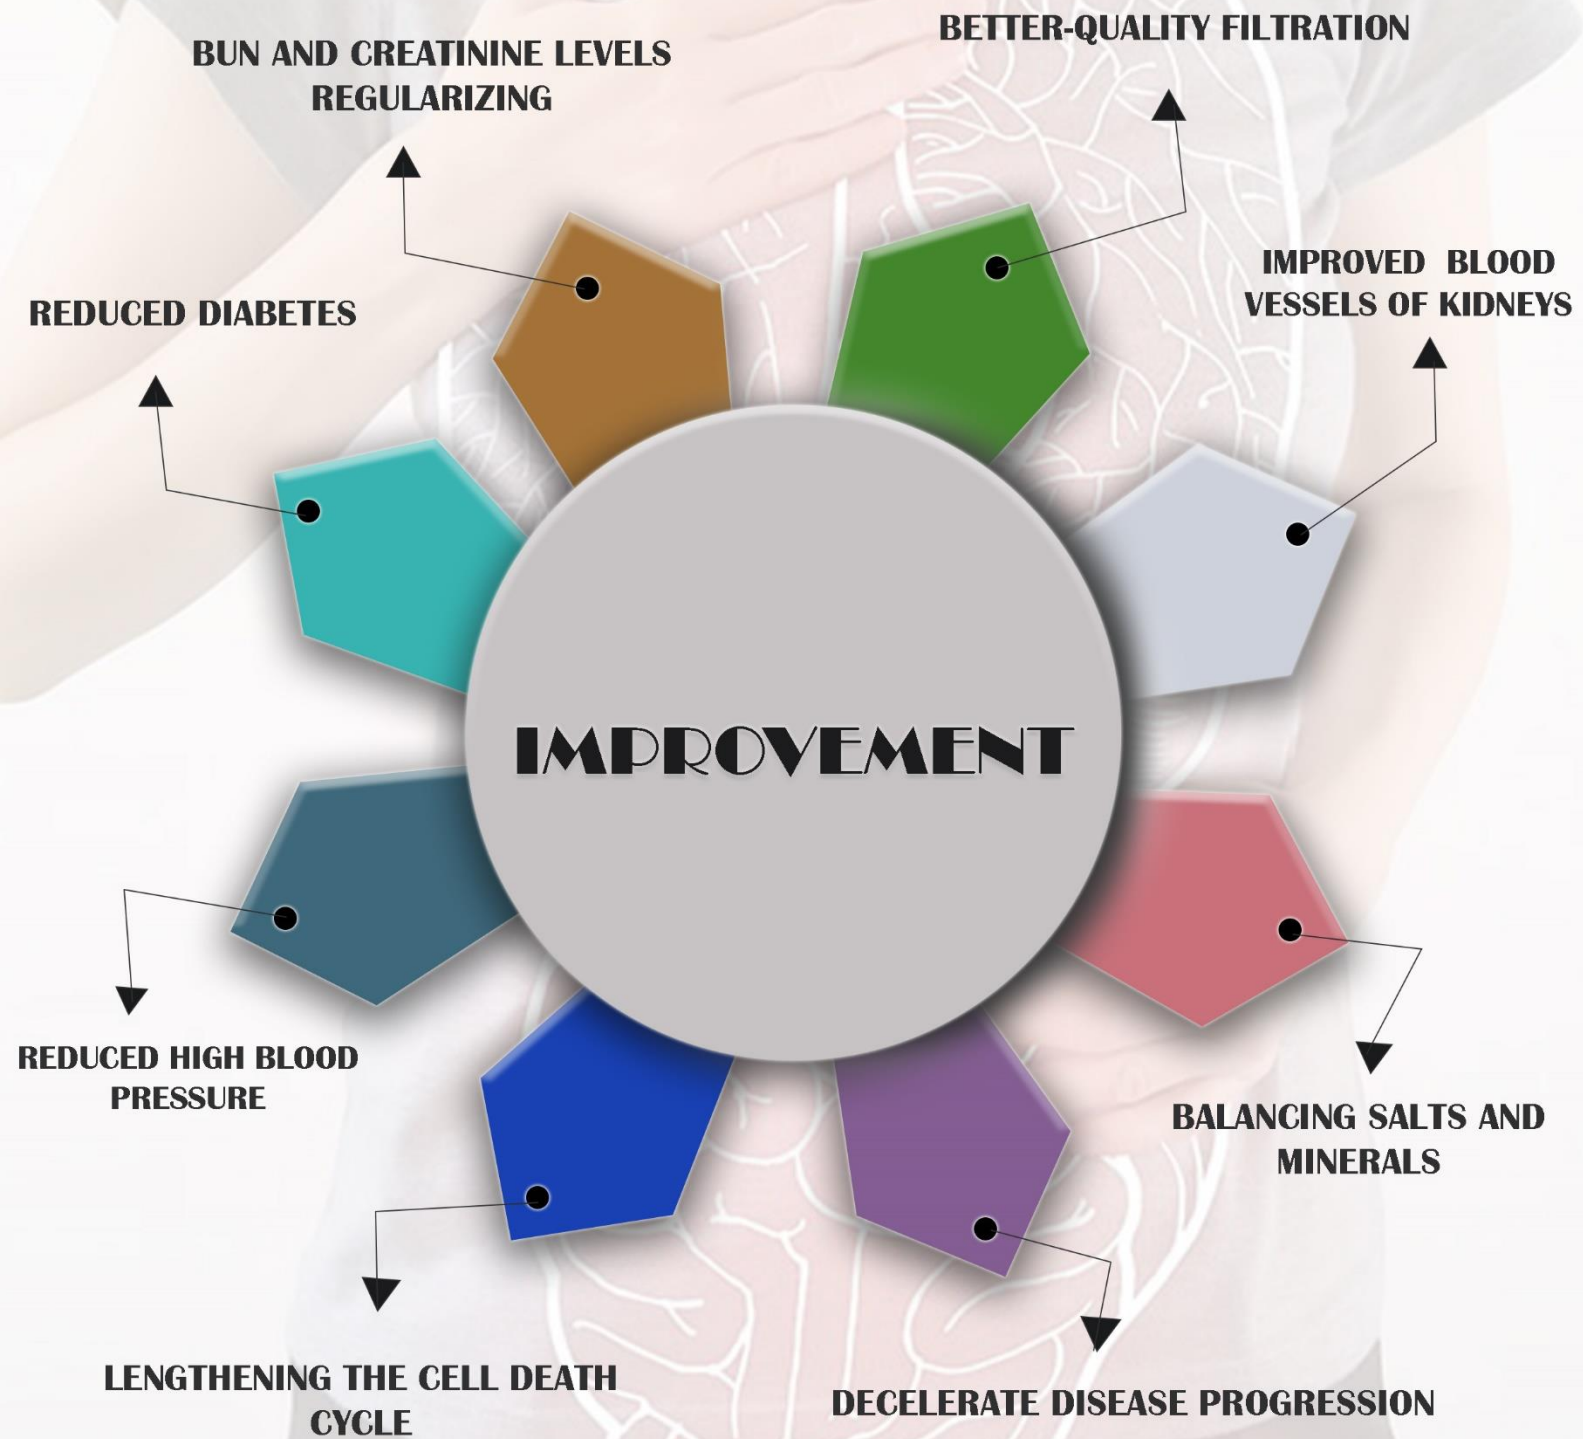 BETTER-QUALITY FILTRATION
BUN AND CREATININE LEVELS
REGULARIZING
IMPROVED BLOOD
VESSELS OF KIDNEYS
REDUCED DIABETES
IMPROVEMENT
REDUCED HIGH BLOOD
PRESSURE
BALANCING SALTS AND
MINERALS
LENGTHENING THE CELL DEATH
CYCLE
DECELERATE DISEASE PROGRESSION